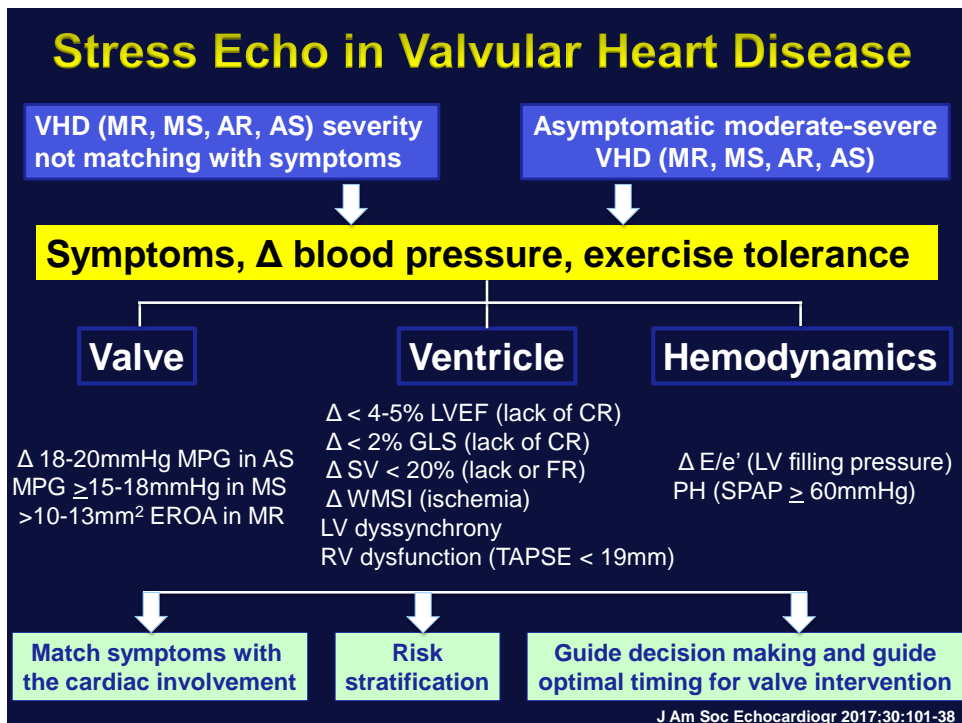 Stress Echo in Valvular Heart Disease
VHD (MR, MS, AR, AS) severity
not matching with symptoms
Asymptomatic moderate-severe
VHD (MR, MS, AR, AS)
Symptoms, Δ blood pressure, exercise tolerance
Valve
Δ 18-20mmHg MPG in AS
MPG ≥15-18mmHg in MS
>10-13mm² EROA in MR
Ventricle
Δ < 4-5% LVEF (lack of CR)
Δ < 2% GLS (lack of CR)
Δ SV < 20% (lack or FR)
Δ WMSI (ischemia)
LV dyssynchrony
RV dysfunction (TAPSE < 19mm)
Hemodynamics
Δ E/e' (LV filling pressure)
PH (SPAP ≥ 60mmHg)
Match symptoms with
the cardiac involvement
Risk
stratification
Guide decision making and guide
optimal timing for valve intervention
J Am Soc Echocardiogr 2017;30:101-38